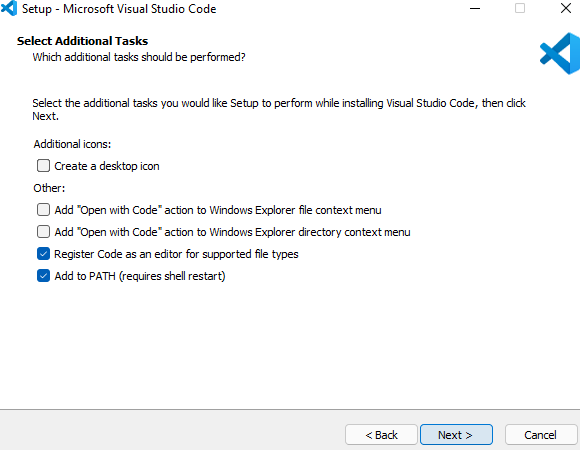 Setup - Microsoft Visual Studio Code
Select Additional Tasks
Which additional tasks should be performed?
Select the additional tasks you would like Setup to perform while installing Visual Studio Code, then click
Next.
Additional icons:
Create a desktop icon
Other:
Add "Open with Code" action to Windows Explorer file context menu
Add "Open with Code" action to Windows Explorer directory context menu
Register Code as an editor for supported file types
Add to PATH (requires shell restart)
< Back Next > Cancel